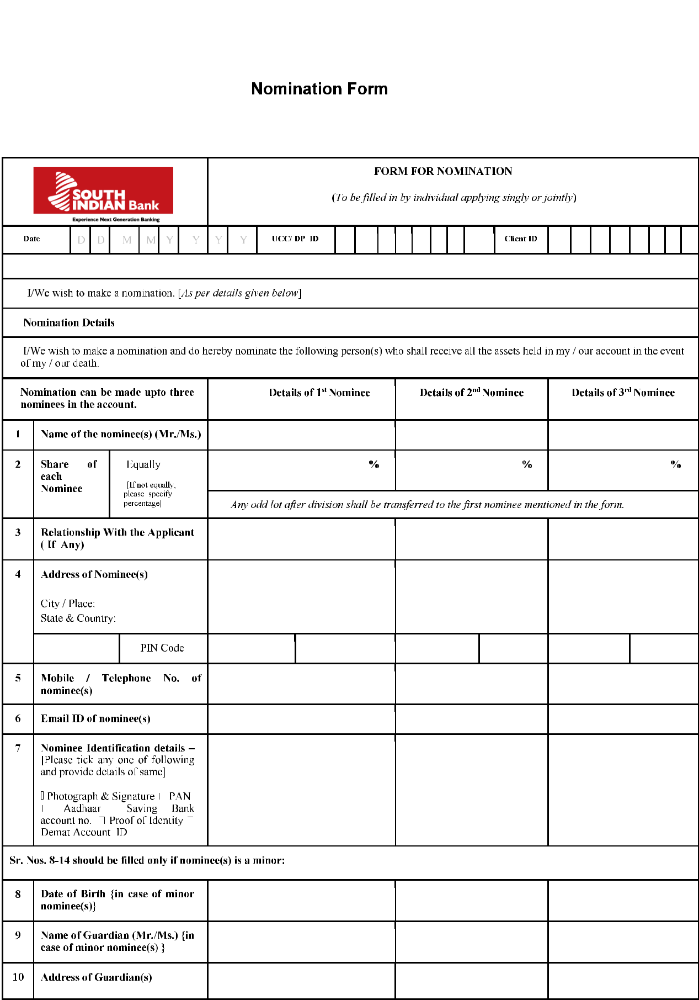 Nomination Form
SOUTH
INDIAN Bank
Experience Next Generation Banking
FORM FOR NOMINATION
(To be filled in by individual applying singly or jointly)
Date D D M M Y Y Y Y UCC/ DP ID Client ID
I/We wish to make a nomination. [As per details given below]
Nomination Details
I/We wish to make a nomination and do hereby nominate the following person(s) who shall receive all the assets held in my / our account in the event
of my / our death.
Nomination can be made upto three
nominees in the account.
Details of 1st Nominee
Details of 2nd Nominee
Details of 3rd Nominee
1 Name of the nominee(s) (Mr./Ms.)
2 Share of
each
Nominee
Equally
[If not equally,
please specify
percentage]
% % %
Any odd lot after division shall be transferred to the first nominee mentioned in the form.
3 Relationship With the Applicant
( If Any)
4 Address of Nominee(s)
City / Place:
State & Country:
PIN Code
5 Mobile / Telephone No. of
nominee(s)
6 Email ID of nominee(s)
7 Nominee Identification details –
[Please tick any one of following
and provide details of same]
Photograph & Signature PAN
Aadhaar Saving Bank
account no. Proof of Identity
Demat Account ID
Sr. Nos. 8-14 should be filled only if nominee(s) is a minor:
8 Date of Birth {in case of minor
nominee(s)}
9 Name of Guardian (Mr./Ms.) {in
case of minor nominee(s) }
10 Address of Guardian(s)